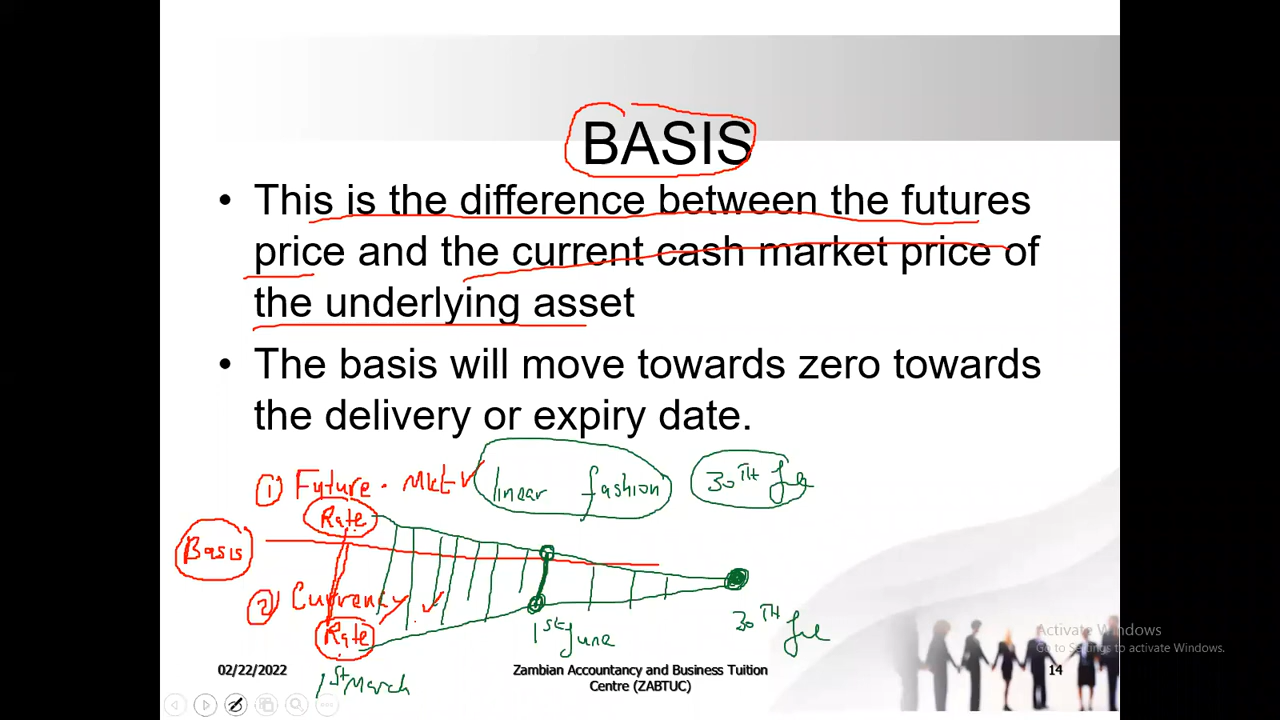 BASIS
• This is the difference between the futures
price and the current cash market price of
the underlying asset
• The basis will move towards zero towards
the delivery or expiry date.
① Future. Mkt linear fashion 30TH
Rate
Basis
② Currency
Rate
1st June
30TH
1st March
02/22/2022
Zambian Accountancy and Business Tuition
Centre (ZABTUC)
14
Activate Windows
Go to Settings to activate Windows.